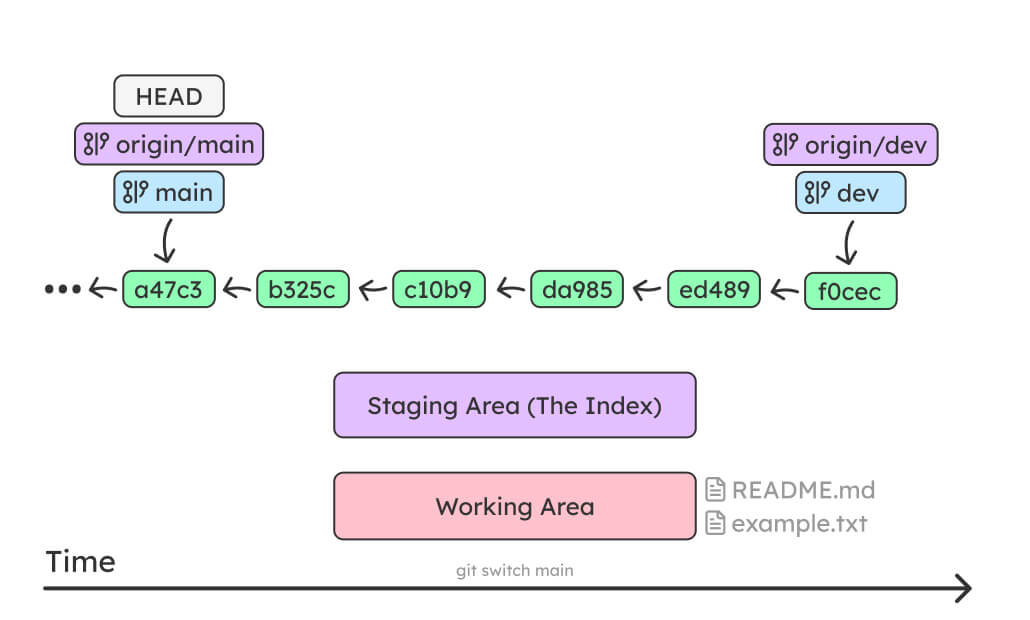 HEAD
origin/main
origin/dev
main
dev
a47c3
b325c
c10b9
da985
ed489
f0cec
Staging Area (The Index)
Working Area
README.md
example.txt
Time
git switch main